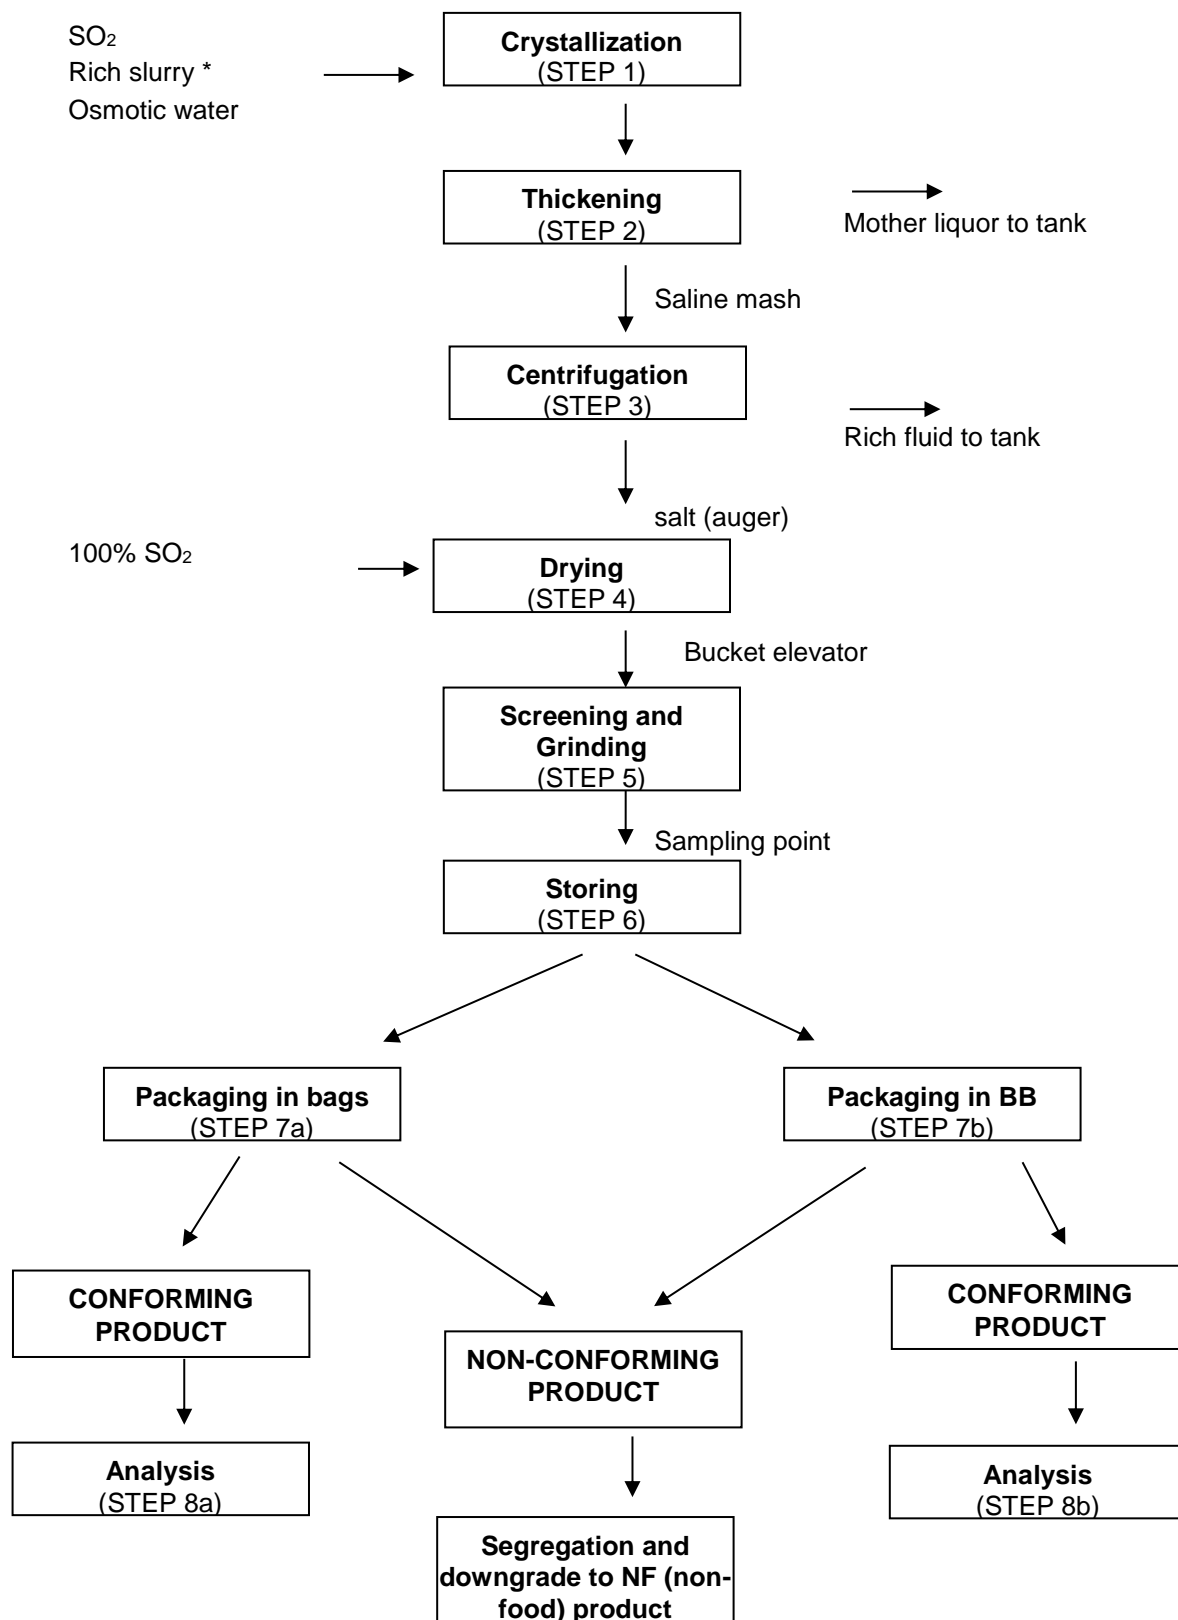 SO₂
Rich slurry *
Osmotic water
Crystallization
(STEP 1)
Thickening
(STEP 2)
Mother liquor to tank
Saline mash
Centrifugation
(STEP 3)
Rich fluid to tank
salt (auger)
100% SO₂
Drying
(STEP 4)
Bucket elevator
Screening and
Grinding
(STEP 5)
Sampling point
Storing
(STEP 6)
Packaging in bags
(STEP 7a)
Packaging in BB
(STEP 7b)
CONFORMING
PRODUCT
NON-CONFORMING
PRODUCT
CONFORMING
PRODUCT
Analysis
(STEP 8a)
Analysis
(STEP 8b)
Segregation and
downgrade to NF (non-
food) product